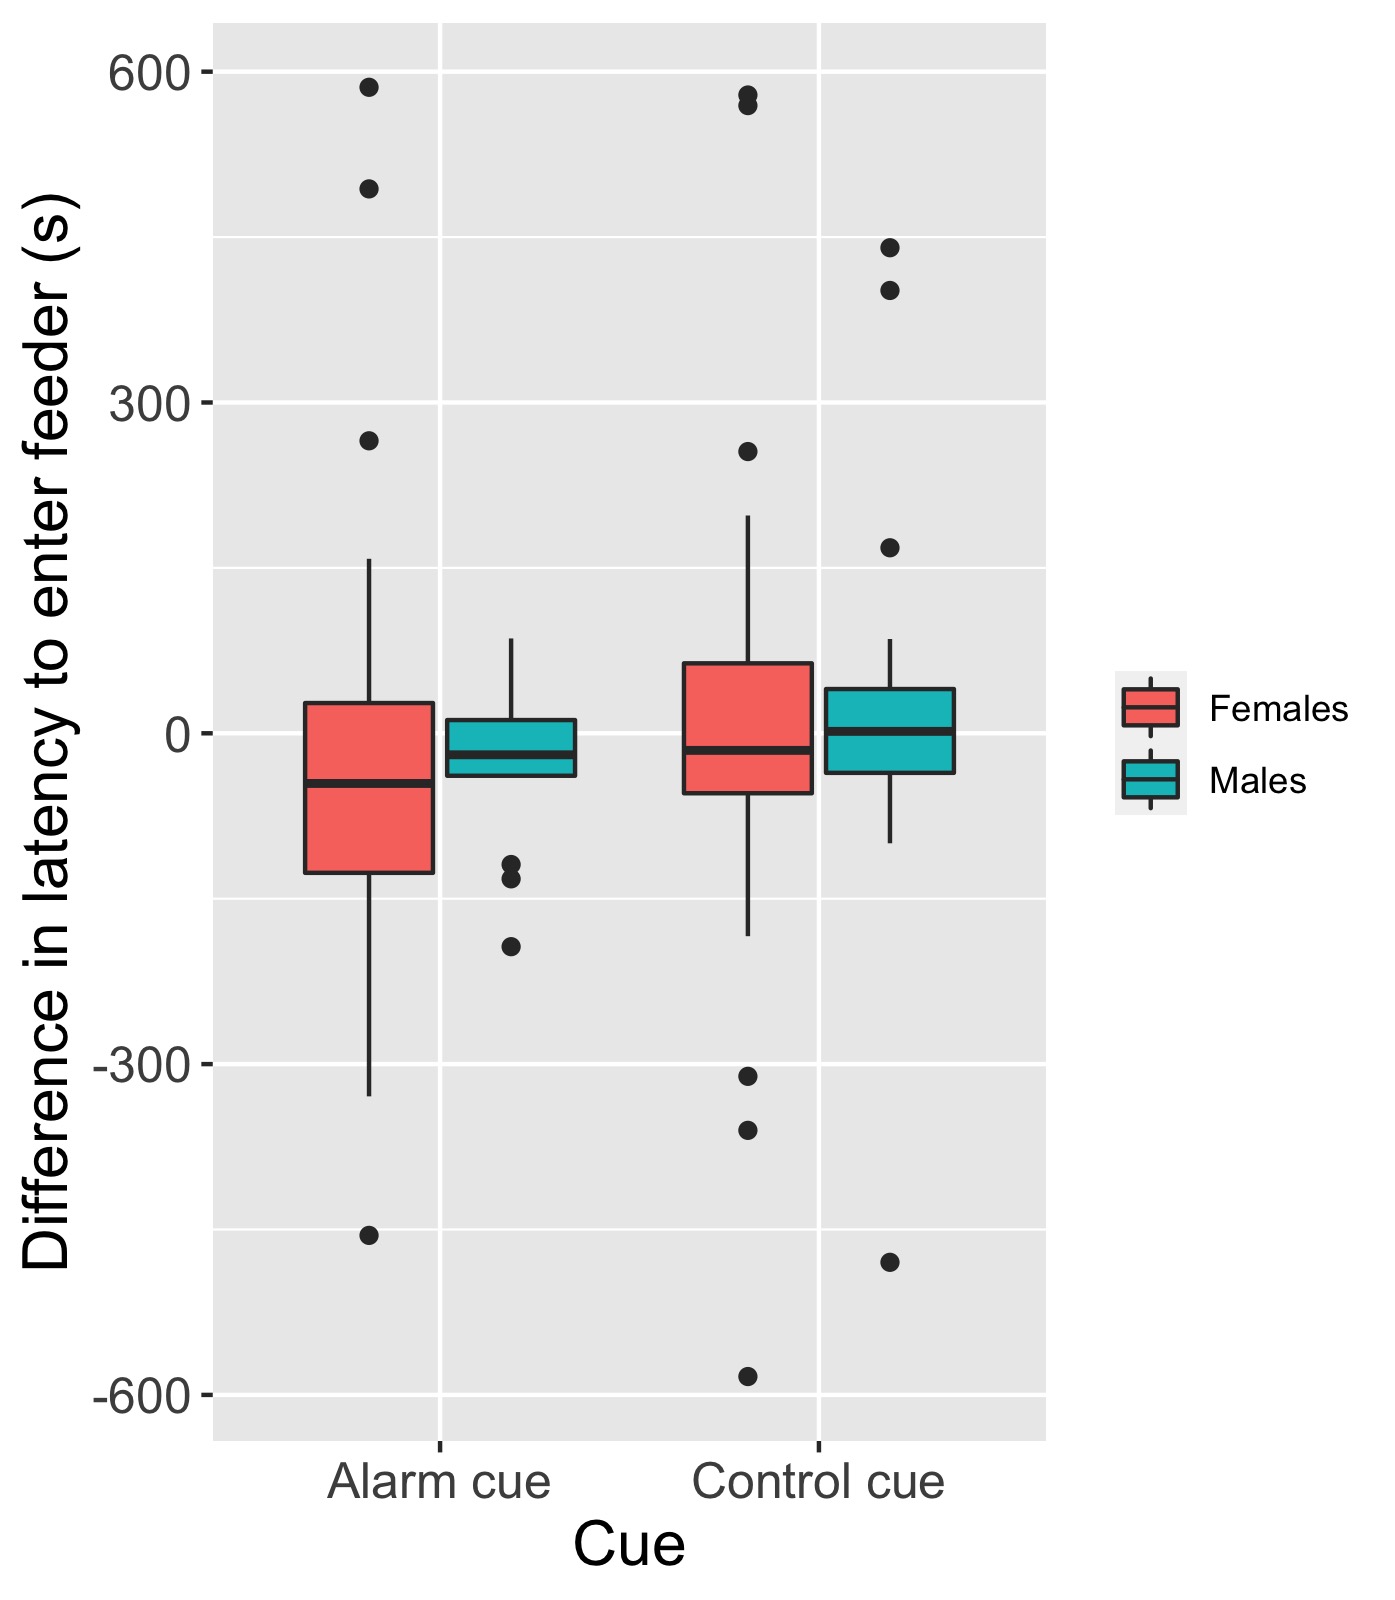 Difference in latency to enter feeder (s)
600
300
0
-300
-600
Alarm cue
Control cue
Cue
Females
Males